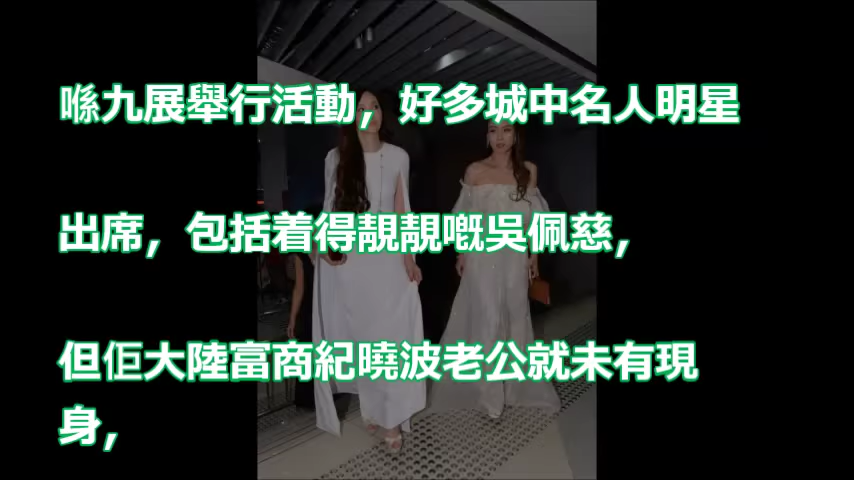 喺九展舉行活動，好多城中名人明星
出席，包括着得靚靚嘅吳佩慈，
但佢大陸富商紀曉波老公就未有現
身，